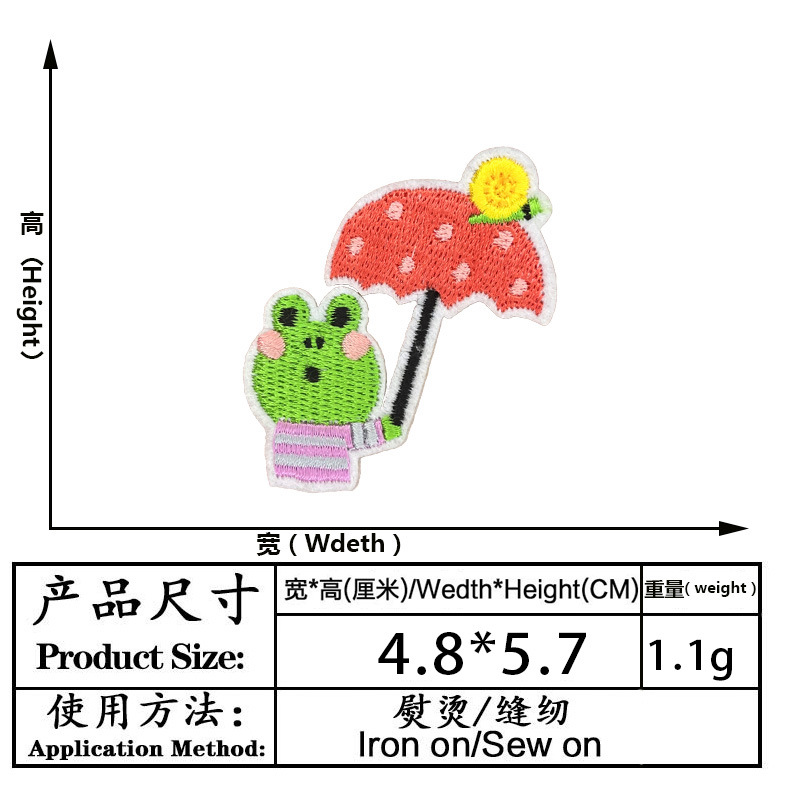 高（Height）
宽（Wdeth）
产品尺寸
Product Size:
宽*高(厘米)/Wedth*Height(CM)
重量( weight )
4.8*5.7
1.1g
使用方法：
Application Method:
熨烫/缝纫
Iron on/Sew on